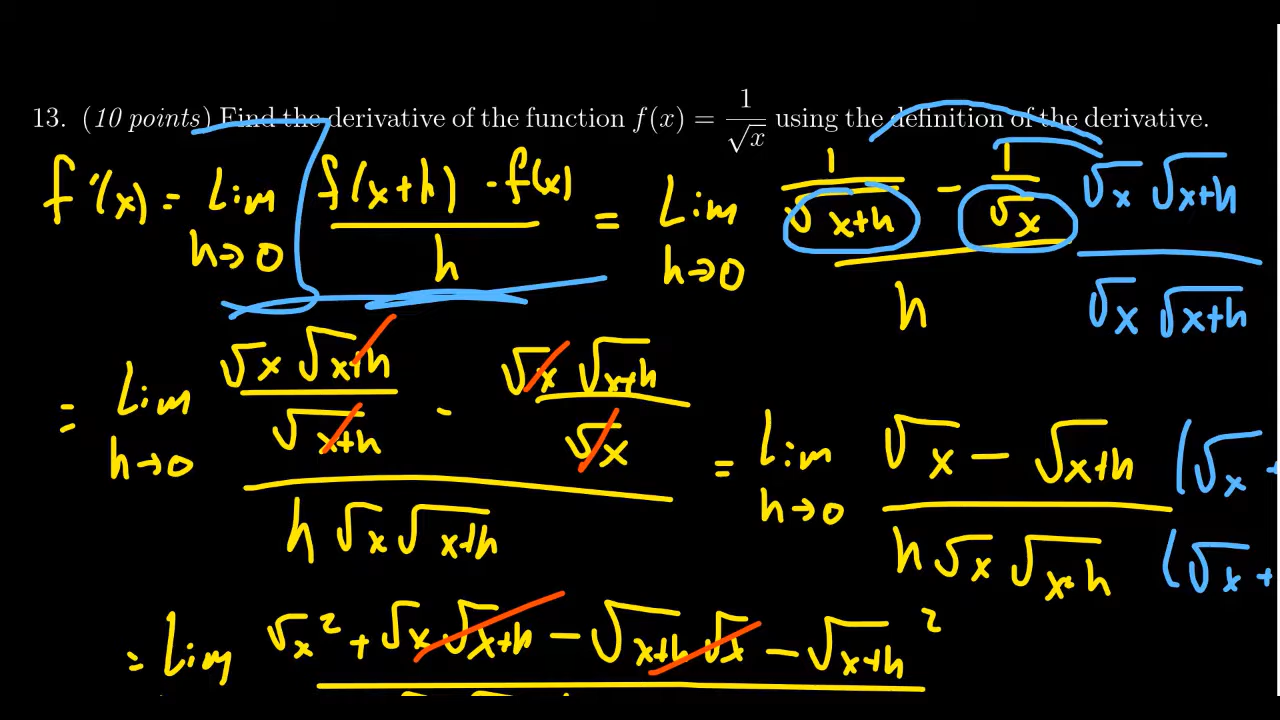 13. (10 points) Find the derivative of the function f(x) = 1/√x using the definition of the derivative.
f'(x) = Lim h→0 (f(x+h) - f(x))/h = Lim h→0 (1/√(x+h) - 1/√x)/h (√x √(x+h))/(√x √(x+h))
= Lim h→0 ((√x √(x+h))/√(x+h) - (√x √(x+h))/√x)/(h √x √(x+h)) = Lim h→0 (√x - √(x+h))/(h √x √(x+h)) (√x + (√x +
= Lim √x² + √x √(x+h) - √(x+h) √x - √(x+h)²